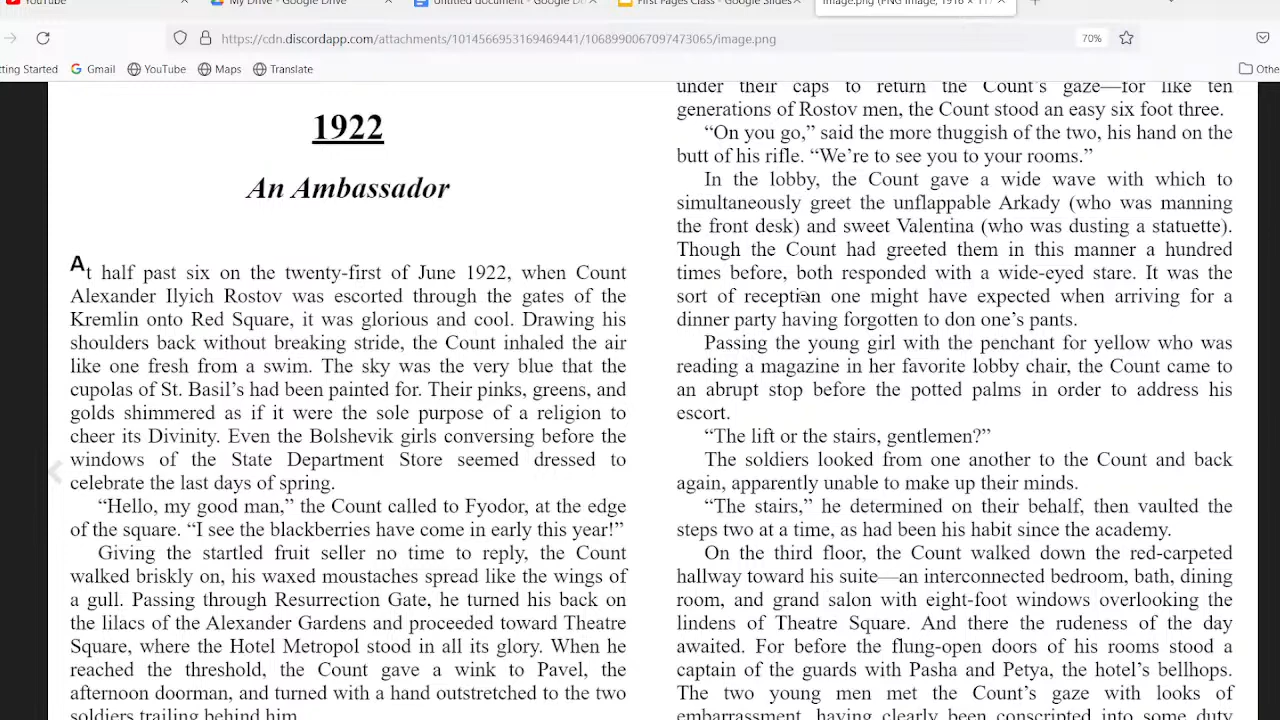 YouTube
My Drive - Google Drive
Untitled document - Google Do
First Pages Class - Google Slides
image.png (PNG Image, 1916 × 117
https://cdn.discordapp.com/attachments/1014566953169469441/1068990067097473065/image.png
70%
tting Started
Gmail
YouTube
Maps
Translate
Othe
1922
An Ambassador
At half past six on the twenty-first of June 1922, when Count
Alexander Ilyich Rostov was escorted through the gates of the
Kremlin onto Red Square, it was glorious and cool. Drawing his
shoulders back without breaking stride, the Count inhaled the air
like one fresh from a swim. The sky was the very blue that the
cupolas of St. Basil's had been painted for. Their pinks, greens, and
golds shimmered as if it were the sole purpose of a religion to
cheer its Divinity. Even the Bolshevik girls conversing before the
windows of the State Department Store seemed dressed to
celebrate the last days of spring.
“Hello, my good man,” the Count called to Fyodor, at the edge
of the square. “I see the blackberries have come in early this year!”
Giving the startled fruit seller no time to reply, the Count
walked briskly on, his waxed moustaches spread like the wings of
a gull. Passing through Resurrection Gate, he turned his back on
the lilacs of the Alexander Gardens and proceeded toward Theatre
Square, where the Hotel Metropol stood in all its glory. When he
reached the threshold, the Count gave a wink to Pavel, the
afternoon doorman, and turned with a hand outstretched to the two
soldiers trailing behind him.
under their caps to return the Count's gaze—for like ten
generations of Rostov men, the Count stood an easy six foot three.
“On you go,” said the more thuggish of the two, his hand on the
butt of his rifle. “We're to see you to your rooms.”
In the lobby, the Count gave a wide wave with which to
simultaneously greet the unflappable Arkady (who was manning
the front desk) and sweet Valentina (who was dusting a statuette).
Though the Count had greeted them in this manner a hundred
times before, both responded with a wide-eyed stare. It was the
sort of reception one might have expected when arriving for a
dinner party having forgotten to don one's pants.
Passing the young girl with the penchant for yellow who was
reading a magazine in her favorite lobby chair, the Count came to
an abrupt stop before the potted palms in order to address his
escort.
“The lift or the stairs, gentlemen?”
The soldiers looked from one another to the Count and back
again, apparently unable to make up their minds.
“The stairs,” he determined on their behalf, then vaulted the
steps two at a time, as had been his habit since the academy.
On the third floor, the Count walked down the red-carpeted
hallway toward his suite—an interconnected bedroom, bath, dining
room, and grand salon with eight-foot windows overlooking the
lindens of Theatre Square. And there the rudeness of the day
awaited. For before the flung-open doors of his rooms stood a
captain of the guards with Pasha and Petya, the hotel's bellhops.
The two young men met the Count's gaze with looks of
embarrassment, having clearly been conscripted into some duty